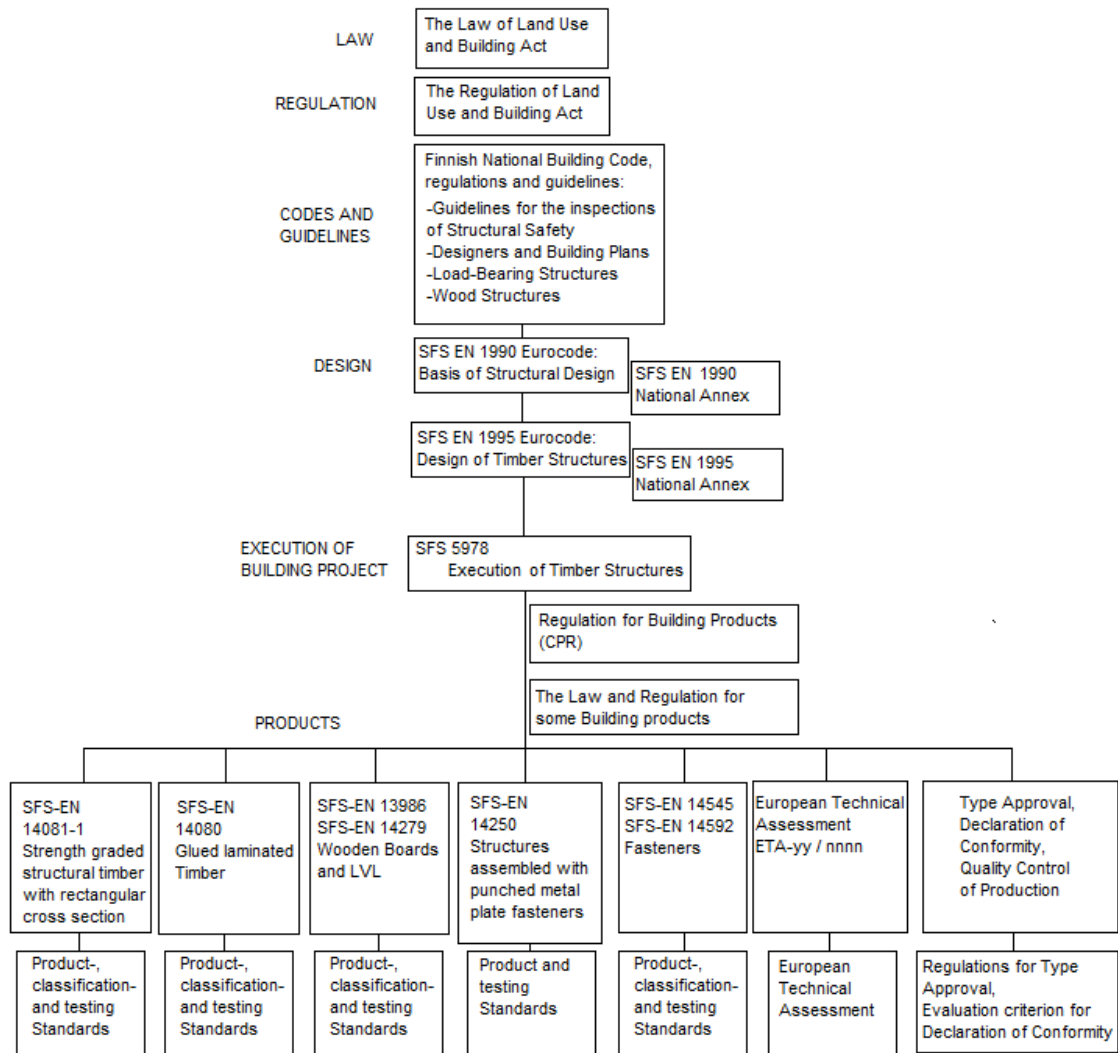 LAW
The Law of Land Use
and Building Act
REGULATION
The Regulation of Land
Use and Building Act
CODES AND
GUIDELINES
Finnish National Building Code,
regulations and guidelines:
-Guidelines for the inspections
of Structural Safety
-Designers and Building Plans
-Load-Bearing Structures
-Wood Structures
DESIGN
SFS EN 1990 Eurocode:
Basis of Structural Design
SFS EN 1990
National Annex
SFS EN 1995 Eurocode:
Design of Timber Structures
SFS EN 1995
National Annex
EXECUTION OF
BUILDING PROJECT
SFS 5978
Execution of Timber Structures
Regulation for Building Products
(CPR)
The Law and Regulation for
some Building products
PRODUCTS
SFS-EN
14081-1
Strength graded
structural timber
with rectangular
cross section
SFS-EN
14080
Glued laminated
Timber
SFS-EN 13986
SFS-EN 14279
Wooden Boards
and LVL
SFS-EN
14250
Structures
assembled with
punched metal
plate fasteners
SFS-EN 14545
SFS-EN 14592
Fasteners
European Technical
Assessment
ETA-yy / nnnn
Type Approval,
Declaration of
Conformity,
Quality Control
of Production
Product-,
classification-
and testing
Standards
Product-,
classification-
and testing
Standards
Product-,
classification-
and testing
Standards
Product and
testing
Standards
Product-,
classification-
and testing
Standards
European
Technical
Assessment
Regulations for Type
Approval,
Evaluation criterion for
Declaration of Conformity